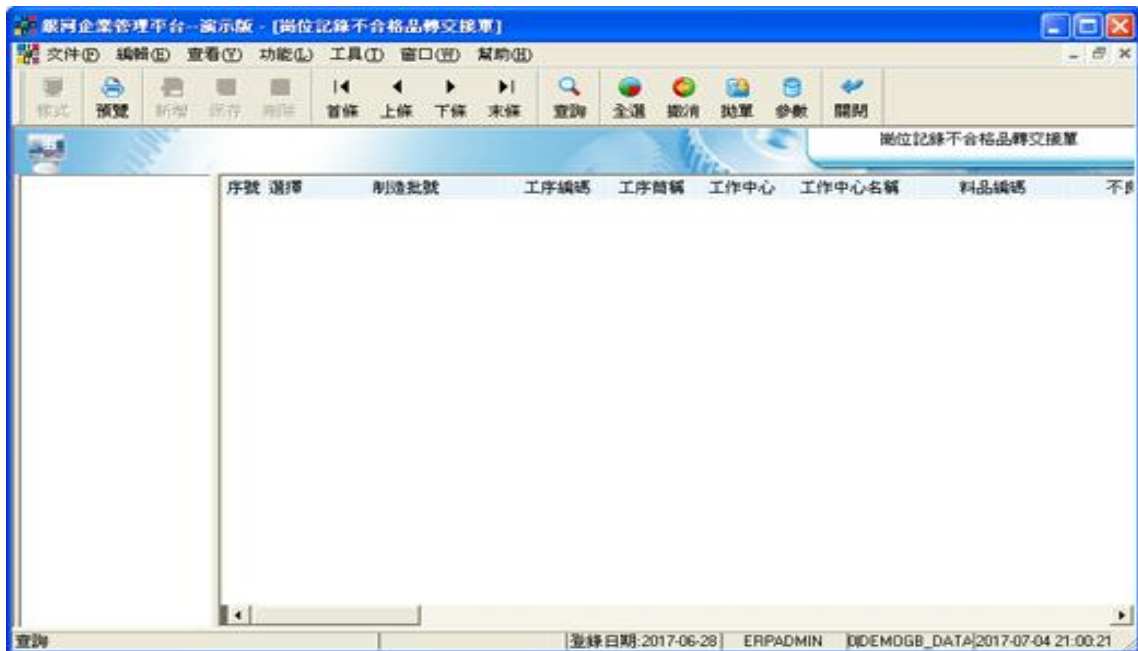 銀河企業管理平台--演示版 - [崗位記錄不合格品轉交接單]
文件(F) 編輯(E) 查看(Y) 功能(L) 工具(T) 窗口(W) 幫助(H)
樣式 預覽 新增 保存 刪除 首條 上條 下條 末條 查詢 全選 撤消 拋單 參數 關閉
崗位記錄不合格品轉交接單
序號 選擇 制造批號 工序編碼 工序簡稱 工作中心 工作中心名稱 料品編碼 不良
查詢 登錄日期:2017-06-28 ERPADMIN DEMOGB_DATA 2017-07-04 21:00:21